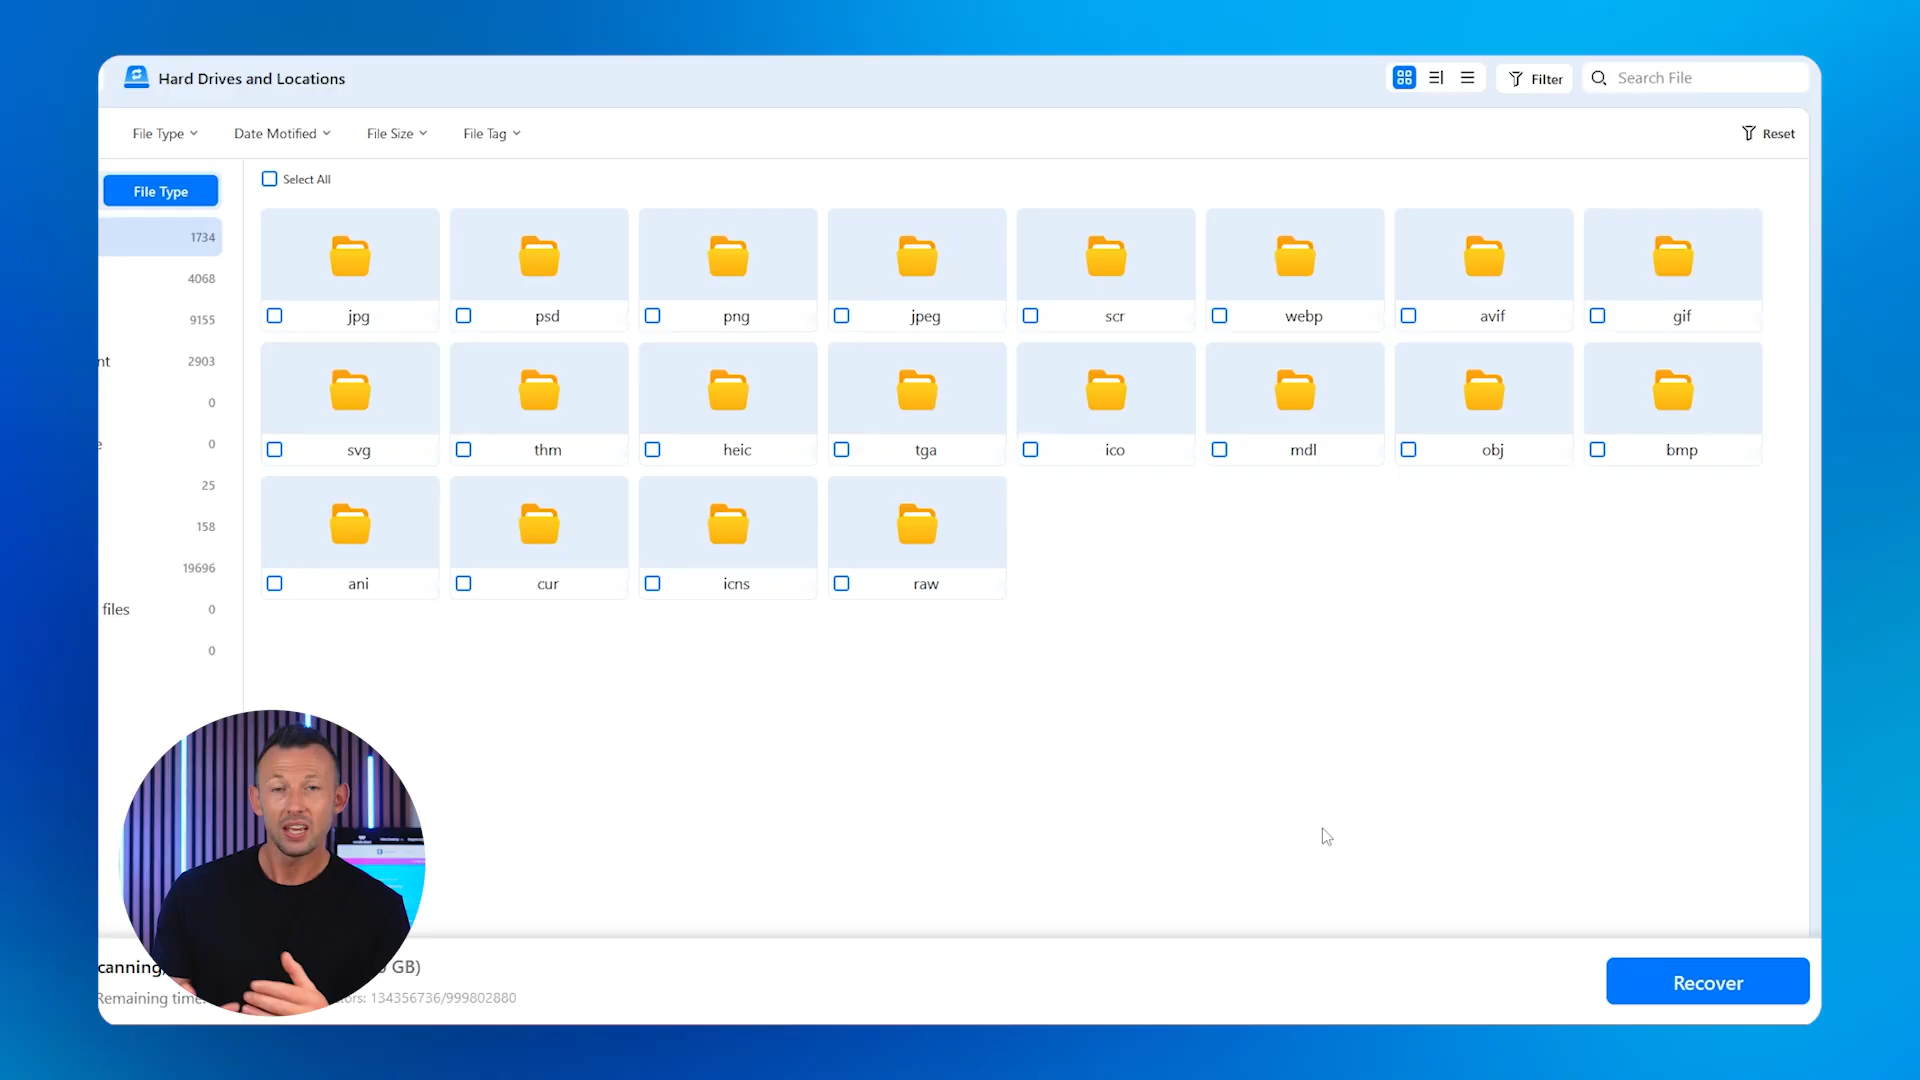 Hard Drives and Locations
Filter
Search File
File Type
Date Motified
File Size
File Tag
Reset
File Type
Select All
1734
4068
9155
nt
2903
0
e
0
25
158
19696
files
0
0
jpg
psd
png
jpeg
scr
webp
avif
gif
svg
thm
heic
tga
ico
mdl
obj
bmp
ani
cur
icns
raw
canning,
GB)
Remaining time:
ors: 134356736/999802880
Recover